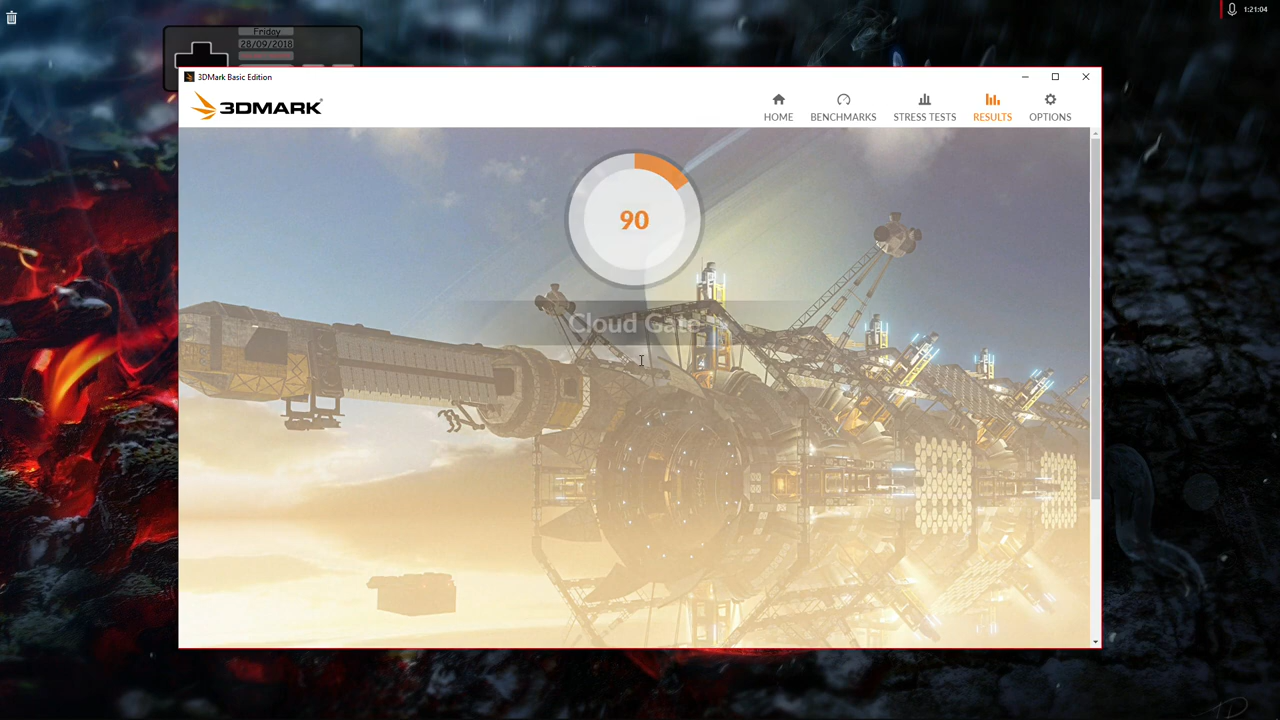 1:21:04
Friday
28/09/2018
3DMark Basic Edition
3DMARK
HOME
BENCHMARKS
STRESS TESTS
RESULTS
OPTIONS
90
Cloud Gate